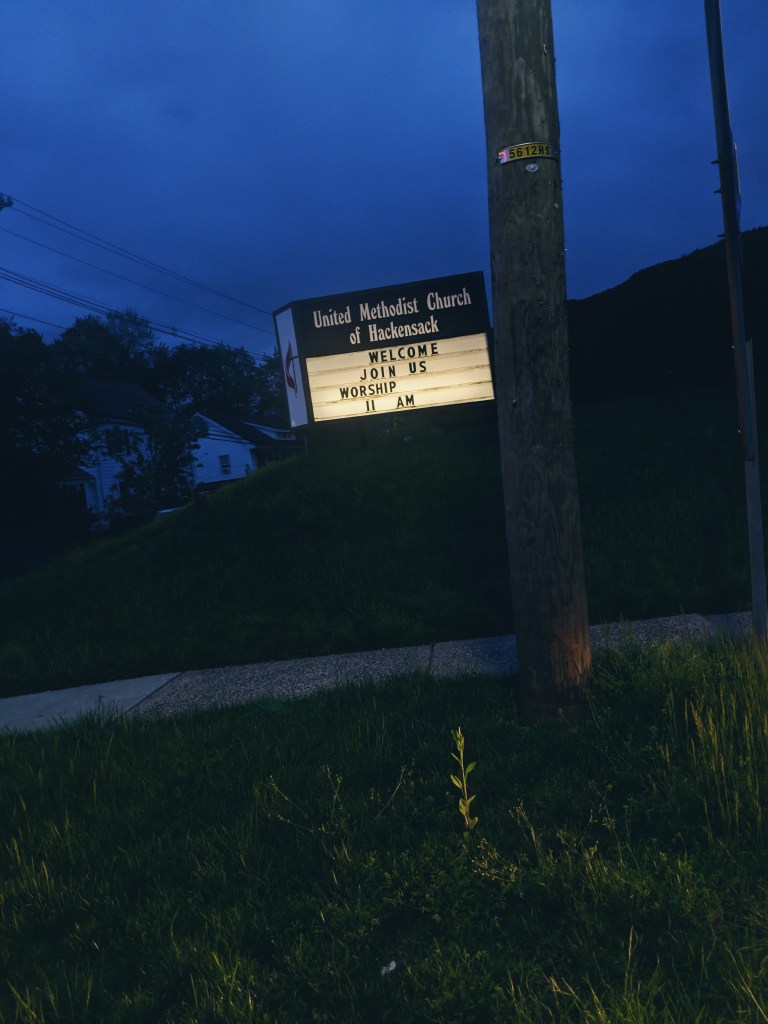 5612HS
United Methodist Church
of Hackensack
WELCOME
JOIN US
WORSHIP
11 AM